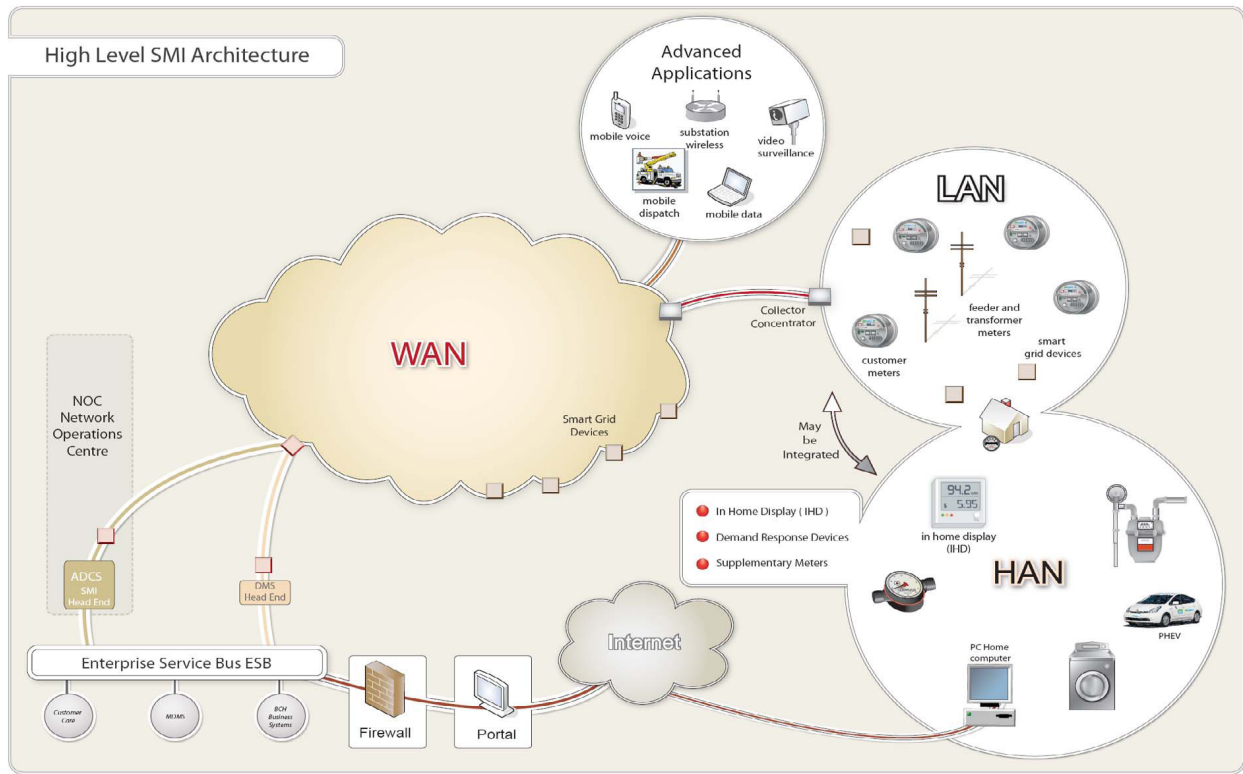 High Level SMI Architecture
Advanced
Applications
mobile voice
substation
wireless
video
surveillance
mobile
dispatch
mobile data
LAN
feeder and
transformer
meters
customer
meters
smart
grid devices
Collector
Concentrator
WAN
Smart Grid
Devices
NOC
Network
Operations
Centre
May
be
Integrated
In Home Display ( IHD )
Demand Response Devices
Supplementary Meters
94.2
$ 5.95
in home display
(IHD)
HAN
PHEV
PC Home
computer
ADCS
SMI
Head End
DMS
Head End
Internet
Enterprise Service Bus ESB
Customer
Care
MDMS
BCH
Business
Systems
Firewall
Portal